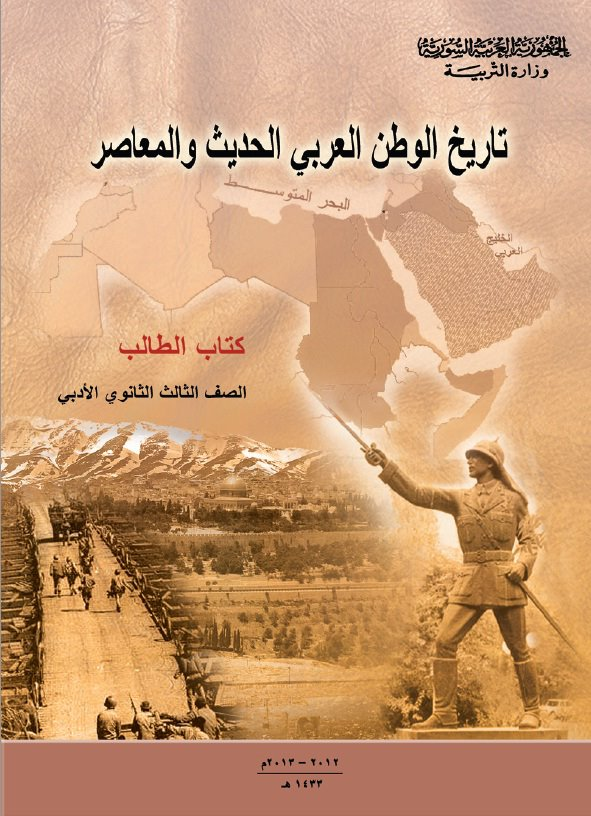 الجمهورية العربية السورية
وزارة التربية
تاريخ الوطن العربي الحديث والمعاصر
البحر المتوسط
الخليج
العربي
كتاب الطالب
الصف الثالث الثانوي الأدبي
٢٠١٢ – ٢٠١٣م
١٤٣٣ هـ